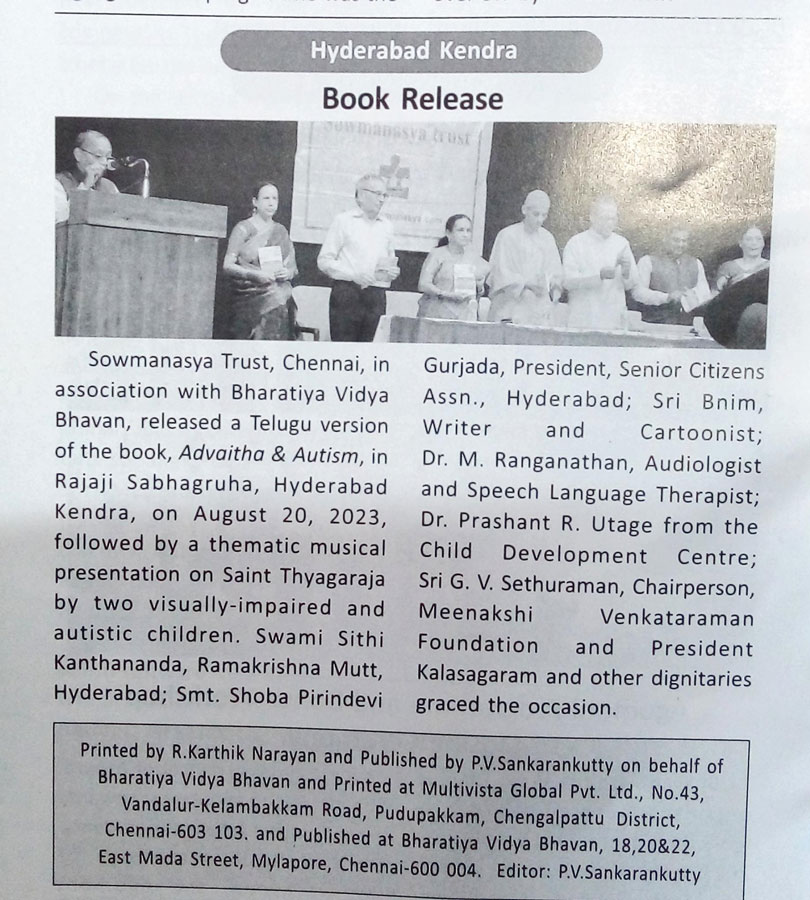 Hyderabad Kendra
Book Release
Sowmanasya trust
Sowmanasya Trust, Chennai, in
association with Bharatiya Vidya
Bhavan, released a Telugu version
of the book, Advaitha & Autism, in
Rajaji Sabhagruha, Hyderabad
Kendra, on August 20, 2023,
followed by a thematic musical
presentation on Saint Thyagaraja
by two visually-impaired and
autistic children. Swami Sithi
Kanthananda, Ramakrishna Mutt,
Hyderabad; Smt. Shoba Pirindevi
Gurjada, President, Senior Citizens
Assn., Hyderabad; Sri Bnim,
Writer and Cartoonist;
Dr. M. Ranganathan, Audiologist
and Speech Language Therapist;
Dr. Prashant R. Utage from the
Child Development Centre;
Sri G. V. Sethuraman, Chairperson,
Meenakshi Venkataraman
Foundation and President
Kalasagaram and other dignitaries
graced the occasion.
Printed by R.Karthik Narayan and Published by P.V.Sankarankutty on behalf of
Bharatiya Vidya Bhavan and Printed at Multivista Global Pvt. Ltd., No.43,
Vandalur-Kelambakkam Road, Pudupakkam, Chengalpattu District,
Chennai-603 103. and Published at Bharatiya Vidya Bhavan, 18,20&22,
East Mada Street, Mylapore, Chennai-600 004. Editor: P.V.Sankarankutty